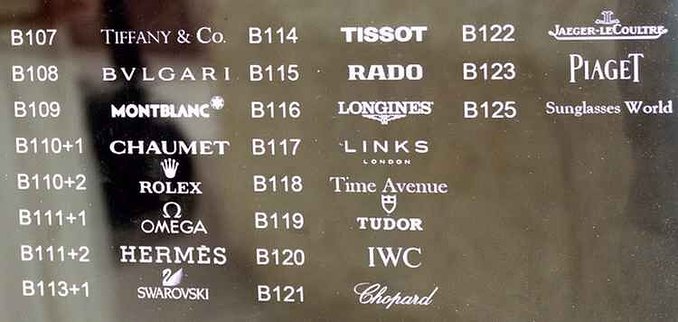 B107 TIFFANY & CO.
B108 BVLGARI
B109 MONTBLANC
B110+1 CHAUMET
B110+2 ROLEX
B111+1 OMEGA
B111+2 HERMÈS
B113+1 SWAROVSKI
B114 TISSOT
B115 RADO
B116 LONGINES
B117 LINKS
LONDON
B118 Time Avenue
B119 TUDOR
B120 IWC
B121 Chopard
B122 JAEGER-LECOULTRE
B123 PIAGET
B125 Sunglasses World